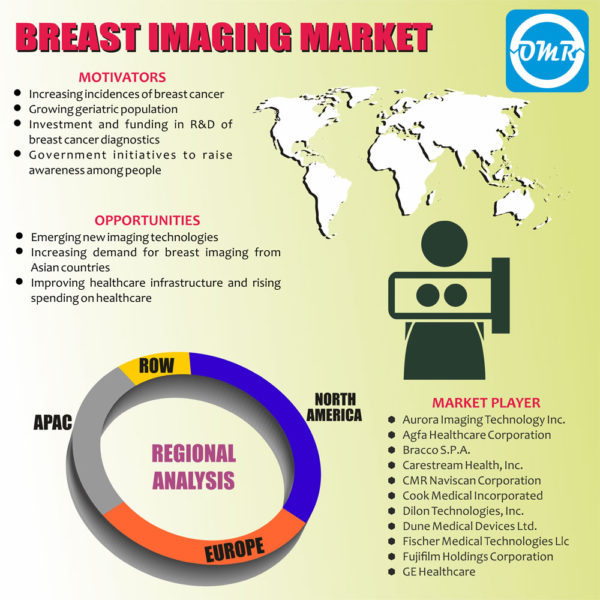 BREAST IMAGING MARKET
OMR
MOTIVATORS
Increasing incidences of breast cancer
Growing geriatric population
Investment and funding in R&D of
breast cancer diagnostics
Government initiatives to raise
awareness among people
OPPORTUNITIES
Emerging new imaging technologies
Increasing demand for breast imaging from
Asian countries
Improving healthcare infrastructure and rising
spending on healthcare
ROW
NORTH
AMERICA
APAC
REGIONAL
ANALYSIS
EUROPE
MARKET PLAYER
Aurora Imaging Technology Inc.
Agfa Healthcare Corporation
Bracco S.P.A.
Carestream Health, Inc.
CMR Naviscan Corporation
Cook Medical Incorporated
Dilon Technologies, Inc.
Dune Medical Devices Ltd.
Fischer Medical Technologies Llc
Fujifilm Holdings Corporation
GE Healthcare